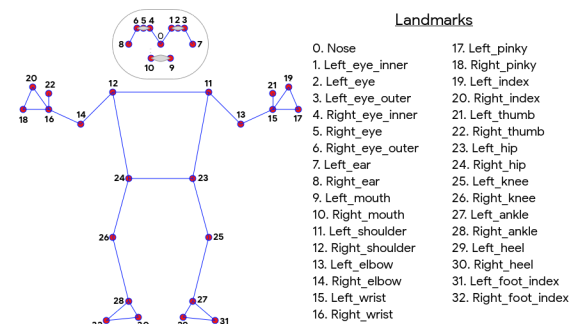 Landmarks
6 5 4 1 2 3
0
8 7
10 9
20 22 12 11 21 19
18 16 14 13 15 17
24 23
26 25
28 27
31
0. Nose
1. Left_eye_inner
2. Left_eye
3. Left_eye_outer
4. Right_eye_inner
5. Right_eye
6. Right_eye_outer
7. Left_ear
8. Right_ear
9. Left_mouth
10. Right_mouth
11. Left_shoulder
12. Right_shoulder
13. Left_elbow
14. Right_elbow
15. Left_wrist
16. Right_wrist
17. Left_pinky
18. Right_pinky
19. Left_index
20. Right_index
21. Left_thumb
22. Right_thumb
23. Left_hip
24. Right_hip
25. Left_knee
26. Right_knee
27. Left_ankle
28. Right_ankle
29. Left_heel
30. Right_heel
31. Left_foot_index
32. Right_foot_index